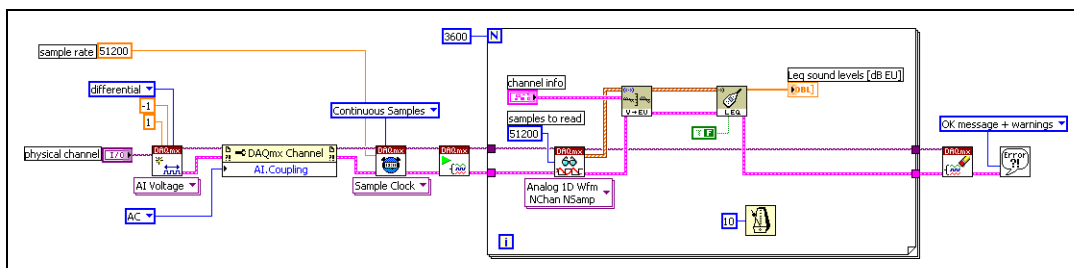 sample rate 51200
differential
-1
1
physical channel I/O
DAQmx
AI Voltage
DAQmx Channel
AI.Coupling
AC
Continuous Samples
DAQmx
Sample Clock
DAQmx
3600 N
channel info
samples to read
51200
DAQmx
Analog 1D Wfm
NChan NSamp
V→EU
LEQ
T F
Leq sound levels [dB EU]
DBL
10
i
OK message + warnings
DAQmx
Error
?!